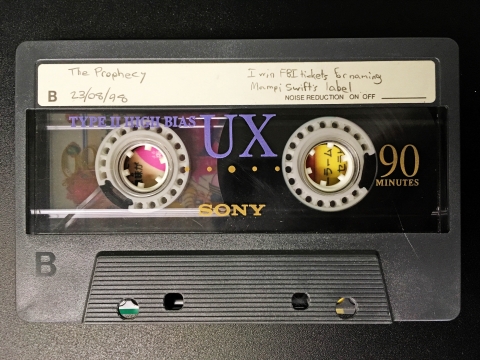 The Prophecy
I win FBI tickets for naming
B 23/08/98
Mampi Swift's label
NOISE REDUCTION ON OFF
TYPE II HIGH BIAS
UX
90
MINUTES
SONY
B